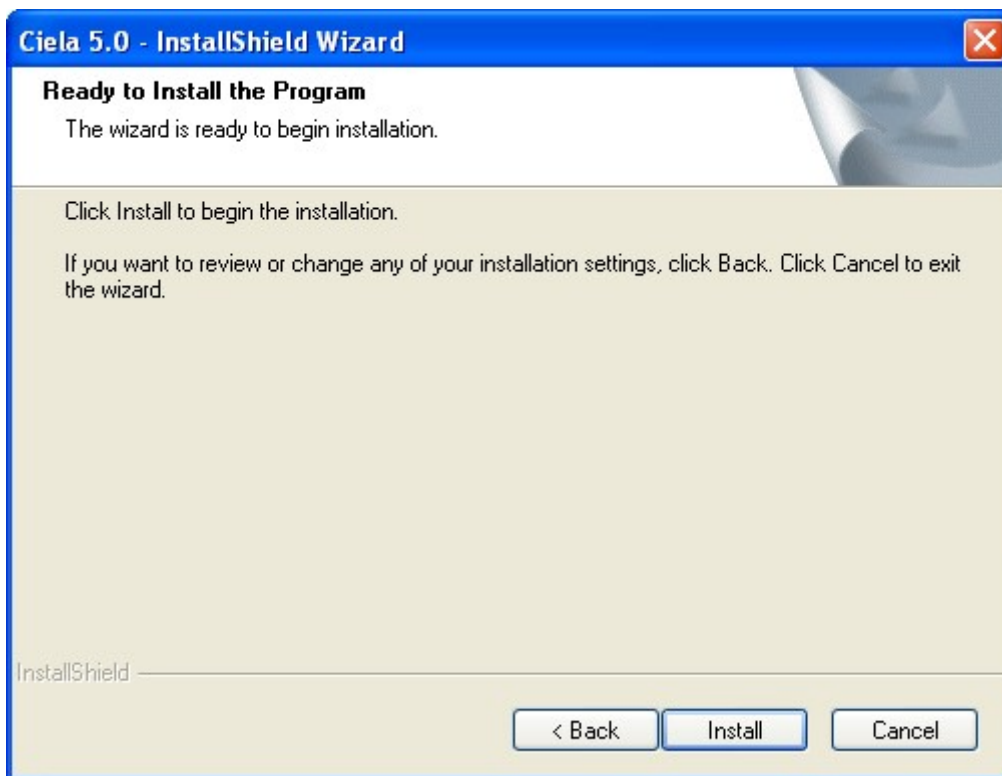 Ciela 5.0 - InstallShield Wizard
Ready to Install the Program
The wizard is ready to begin installation.
Click Install to begin the installation.
If you want to review or change any of your installation settings, click Back. Click Cancel to exit
the wizard.
InstallShield
< Back Install Cancel